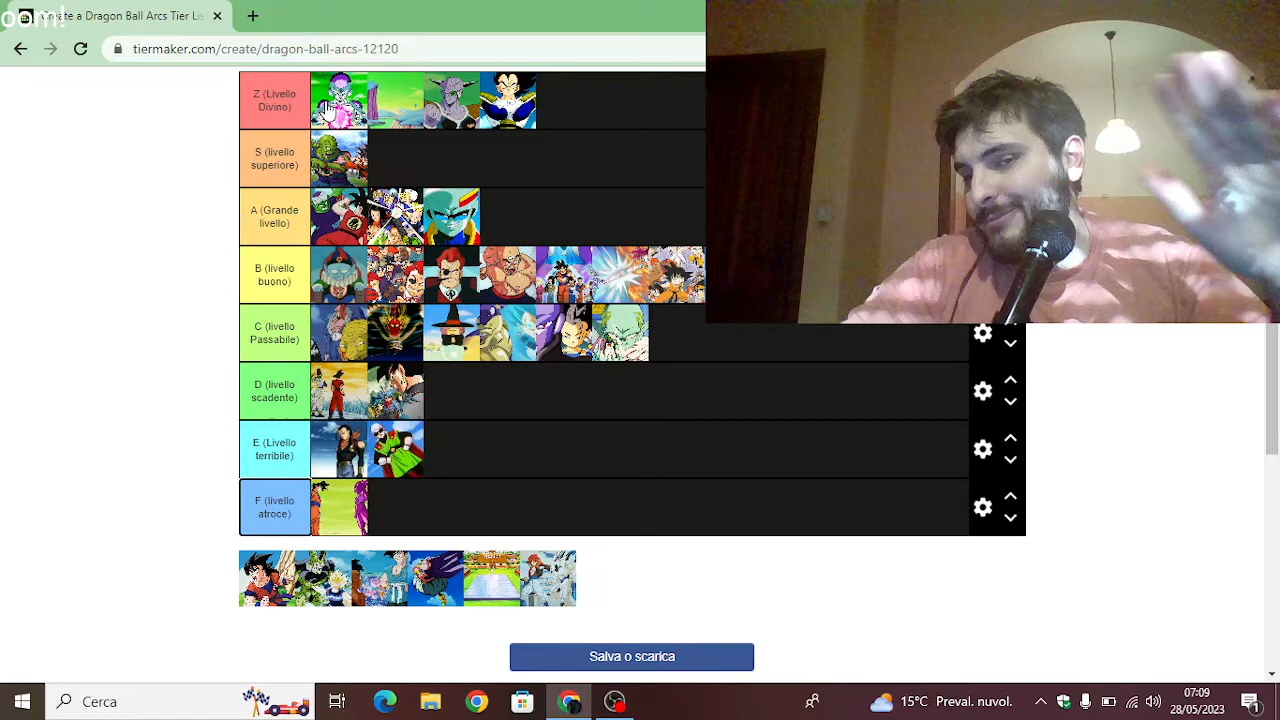 oom!
Create a Dragon Ball Arcs Tier Lis
tiermaker.com/create/dragon-ball-arcs-12120
Z (Livello
Divino)
S (livello
superiore)
A (Grande
livello)
B (livello
buono)
C (livello
Passabile)
D (livello
scadente)
E (Livello
terribile)
F (livello
atroce)
Salva o scarica
Cerca
15°C Preval. nuvol.
07:09
28/05/2023